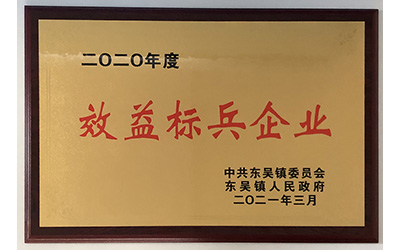 二〇二〇年度
效益标兵企业
中共东吴镇委员会
东吴镇人民政府
二〇二一年三月